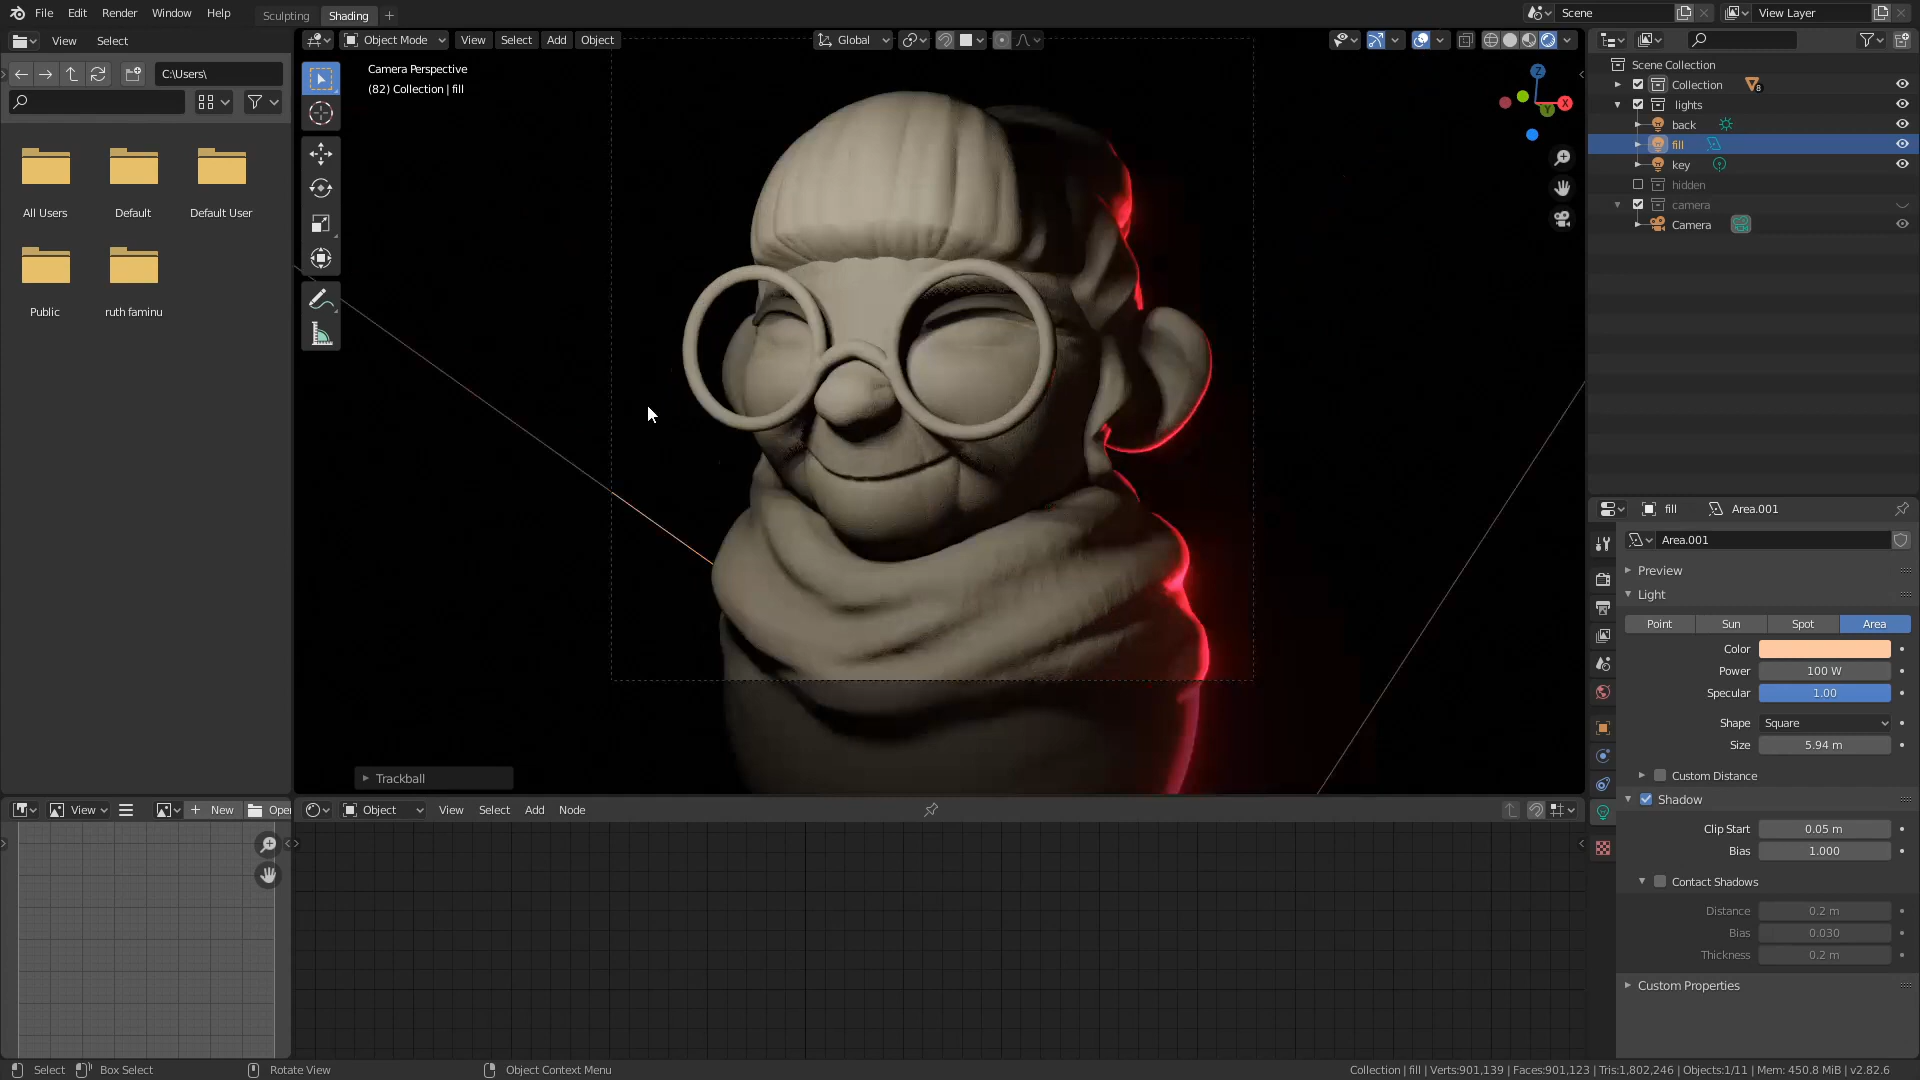 File Edit Render Window Help
Sculpting Shading
Scene
View Layer
View Select
C:\Users\
All Users
Default
Default User
Public
ruth faminu
Object Mode
View Select Add Object
Global
Camera Perspective
(82) Collection | fill
Z
X
Y
Trackball
Scene Collection
Collection
8
lights
back
fill
key
hidden
camera
Camera
fill
Area.001
Area.001
Preview
Light
Point Sun Spot Area
Color
Power 100 W
Specular 1.00
Shape Square
Size 5.94 m
Custom Distance
Shadow
Clip Start 0.05 m
Bias 1.000
Contact Shadows
Distance 0.2 m
Bias 0.030
Thickness 0.2 m
Custom Properties
View
New
Open
Object
View Select Add Node
Select
Box Select
Rotate View
Object Context Menu
Collection | fill | Verts:901,139 | Faces:901,123 | Tris:1,802,246 | Objects:1/11 | Mem: 450.8 MiB | v2.82.6